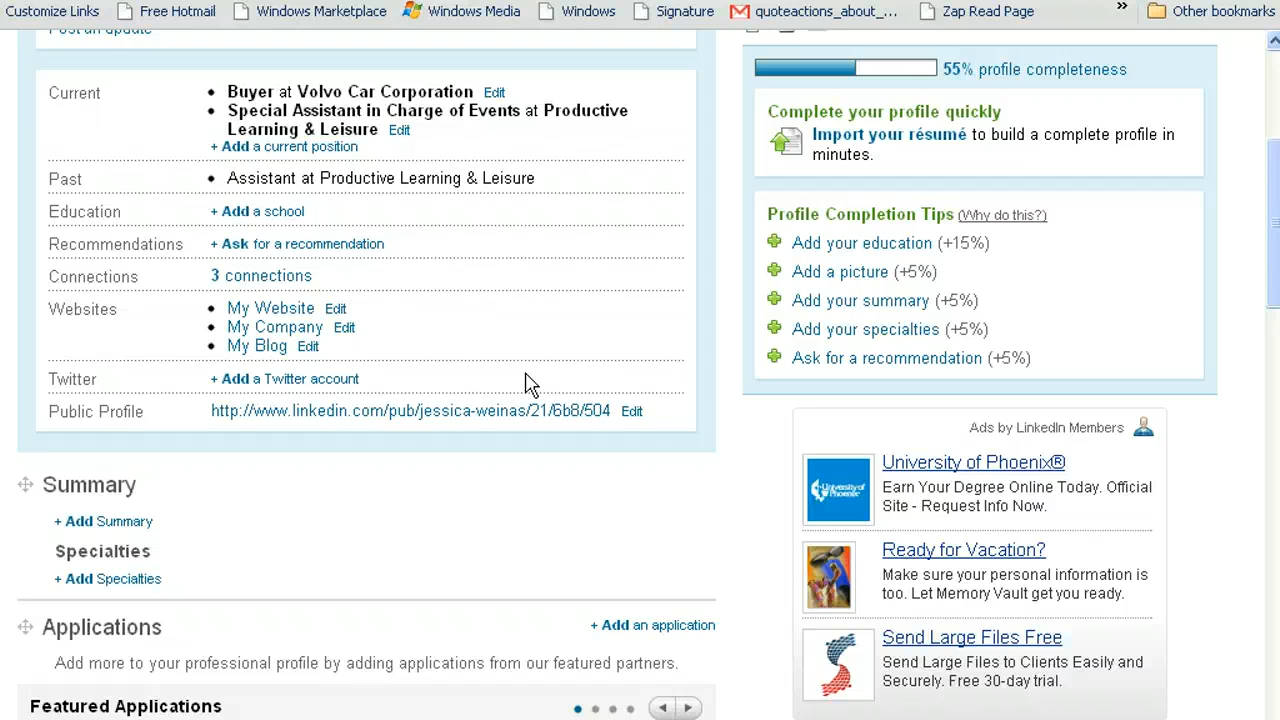 Customize Links Free Hotmail Windows Marketplace Windows Media Windows Signature quoteactions_about_... Zap Read Page » Other bookmarks
Post an update
Current
• Buyer at Volvo Car Corporation Edit
• Special Assistant in Charge of Events at Productive
Learning & Leisure Edit
+ Add a current position
Past
• Assistant at Productive Learning & Leisure
Education + Add a school
Recommendations + Ask for a recommendation
Connections 3 connections
Websites
• My Website Edit
• My Company Edit
• My Blog Edit
Twitter + Add a Twitter account
Public Profile http://www.linkedin.com/pub/jessica-weinas/21/6b8/504 Edit
Summary
+ Add Summary
Specialties
+ Add Specialties
Applications + Add an application
Add more to your professional profile by adding applications from our featured partners.
Featured Applications
55% profile completeness
Complete your profile quickly
Import your résumé to build a complete profile in
minutes.
Profile Completion Tips (Why do this?)
Add your education (+15%)
Add a picture (+5%)
Add your summary (+5%)
Add your specialties (+5%)
Ask for a recommendation (+5%)
Ads by LinkedIn Members
University of Phoenix®
Earn Your Degree Online Today. Official
Site - Request Info Now.
University of
Phoenix
Ready for Vacation?
Make sure your personal information is
too. Let Memory Vault get you ready.
Send Large Files Free
Send Large Files to Clients Easily and
Securely. Free 30-day trial.